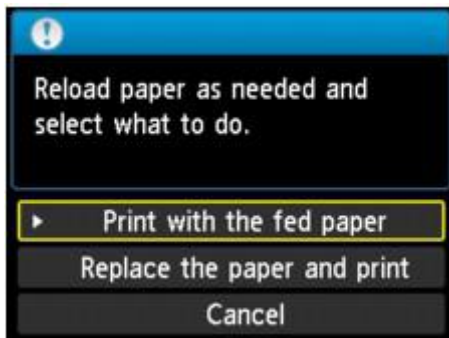 Reload paper as needed and
select what to do.
Print with the fed paper
Replace the paper and print
Cancel